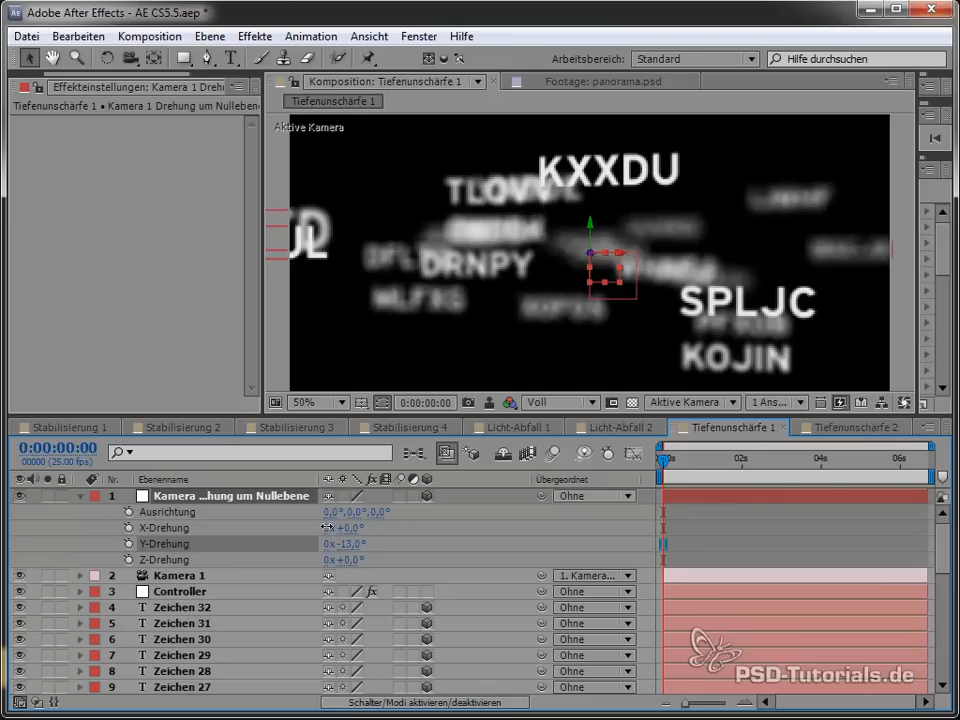 Adobe After Effects - AE CS5.5.aep *
Datei Bearbeiten Komposition Ebene Effekte Animation Ansicht Fenster Hilfe
Arbeitsbereich: Standard Hilfe durchsuchen
Effekteinstellungen: Kamera 1 Drehu Komposition: Tiefenunschärfe 1 Footage: panorama.psd
Tiefenunschärfe 1 • Kamera 1 Drehung um Nulleben Tiefenunschärfe 1
Aktive Kamera
KXXDU
DRNPY
SPLJC
WLFXG
KOJIN
50% 0:00:00:00 Voll Aktive Kamera 1 Ans...
Stabilisierung 1 Stabilisierung 2 Stabilisierung 3 Stabilisierung 4 Licht-Abfall 1 Licht-Abfall 2 Tiefenunschärfe 1 Tiefenunschärfe 2
0:00:00:00
00000 (25.00 fps)
0s 02s 04s 06s
Nr. Ebenenname fx Übergeordnet
1 Kamera ...hung um Nullebene Ohne
Ausrichtung 0,0°,0,0°,0,0°
X-Drehung 0x+0,0°
Y-Drehung 0x-13,0°
Z-Drehung 0x+0,0°
2 Kamera 1 1. Kamera...
3 Controller fx Ohne
4 T Zeichen 32 Ohne
5 T Zeichen 31 Ohne
6 T Zeichen 30 Ohne
7 T Zeichen 29 Ohne
8 T Zeichen 28 Ohne
9 T Zeichen 27 Ohne
PSD-Tutorials.de
Schalter/Modi aktivieren/deaktivieren